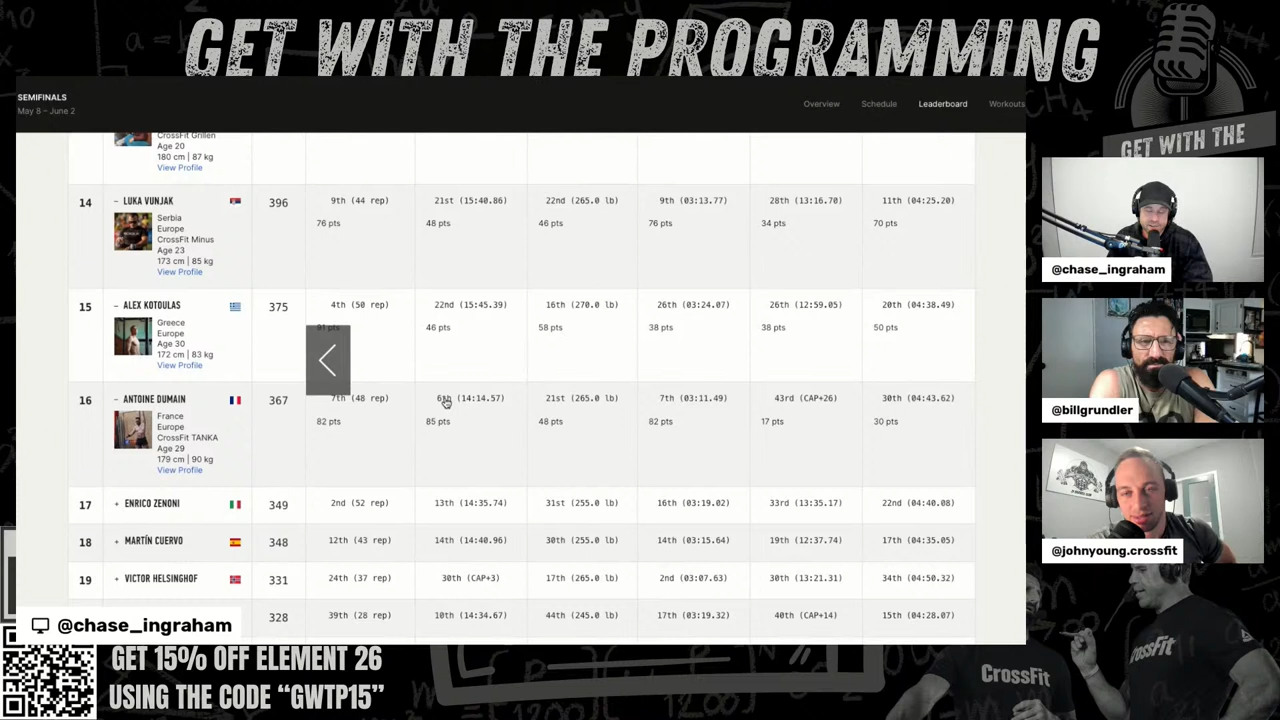 GET WITH THE PROGRAMMING
SEMIFINALS
May 8 – June 2
Overview Schedule Leaderboard Workouts
CrossFit Grillen
Age 20
180 cm | 87 kg
View Profile
14 – LUKA VUNJAK 396 9th (44 rep) 21st (15:40.86) 22nd (265.0 lb) 9th (03:13.77) 28th (13:16.70) 11th (04:25.20)
76 pts 48 pts 46 pts 76 pts 34 pts 70 pts
Serbia
Europe
CrossFit Minus
Age 23
173 cm | 85 kg
View Profile
15 – ALEX KOTOULAS 375 4th (50 rep) 22nd (15:45.39) 16th (270.0 lb) 26th (03:24.07) 26th (12:59.05) 20th (04:38.49)
91 pts 46 pts 58 pts 38 pts 38 pts 50 pts
Greece
Europe
Age 30
172 cm | 83 kg
View Profile
16 – ANTOINE DUMAIN 367 7th (48 rep) 6th (14:14.57) 21st (265.0 lb) 7th (03:11.49) 43rd (CAP+26) 30th (04:43.62)
82 pts 85 pts 48 pts 82 pts 17 pts 30 pts
France
Europe
CrossFit TANKA
Age 29
179 cm | 90 kg
View Profile
17 + ENRICO ZENONI 349 2nd (52 rep) 13th (14:35.74) 31st (255.0 lb) 16th (03:19.02) 33rd (13:35.17) 22nd (04:40.08)
18 + MARTÍN CUERVO 348 12th (43 rep) 14th (14:40.96) 30th (255.0 lb) 14th (03:15.64) 19th (12:37.74) 17th (04:35.05)
19 + VICTOR HELSINGHOF 331 24th (37 rep) 30th (CAP+3) 17th (265.0 lb) 2nd (03:07.63) 30th (13:21.31) 34th (04:50.32)
328 39th (28 rep) 10th (14:34.67) 44th (245.0 lb) 17th (03:19.32) 40th (CAP+14) 15th (04:28.07)
@chase_ingraham
GET 15% OFF ELEMENT 26
USING THE CODE “GWTP15”
GET WITH THE
@chase_ingraham
@billgrundler
@johnyoung.crossfit
CrossFit
CrossFit